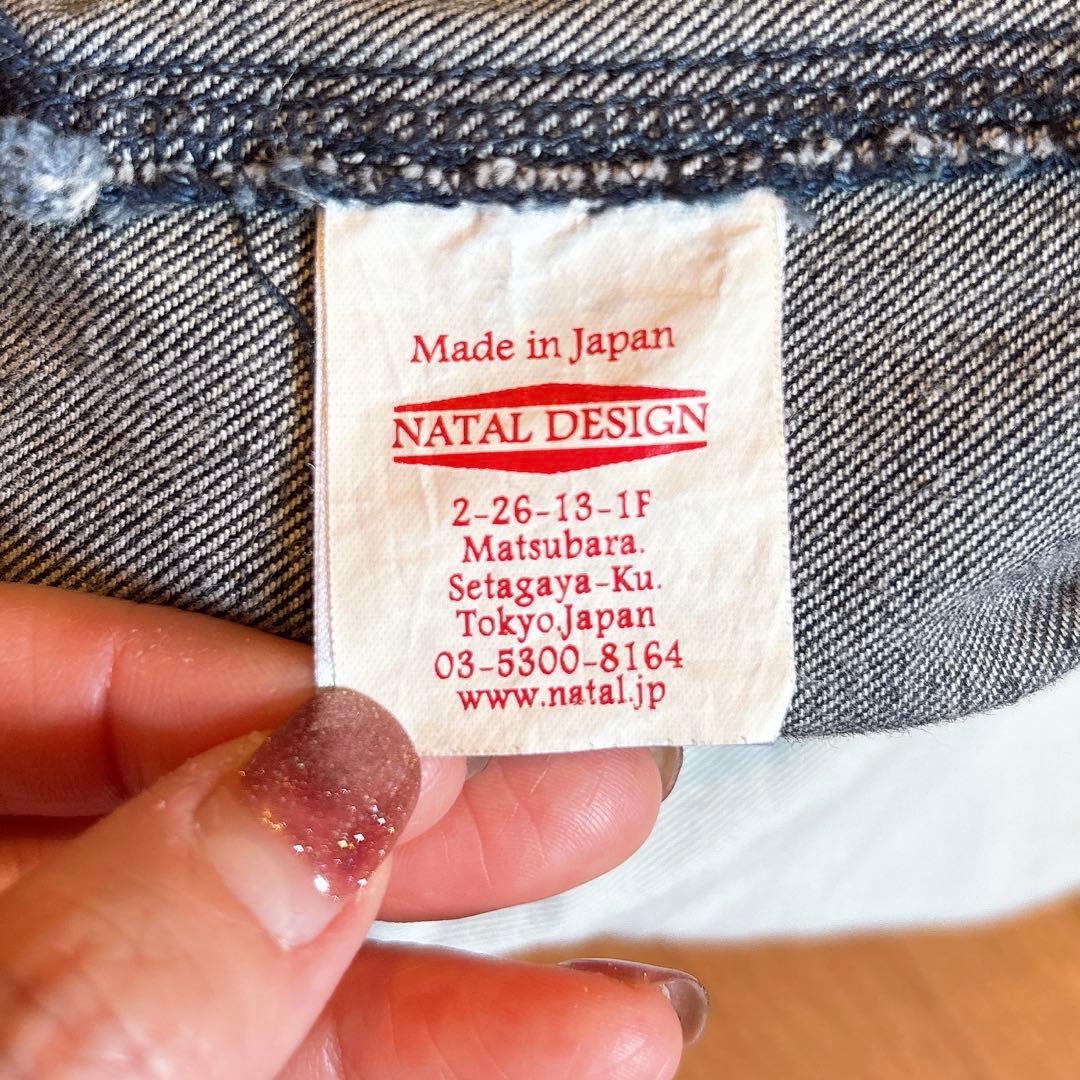 Made in Japan
NATAL DESIGN
2-26-13-1F
Matsubara.
Setagaya-Ku.
Tokyo.Japan
03-5300-8164
www.natal.jp